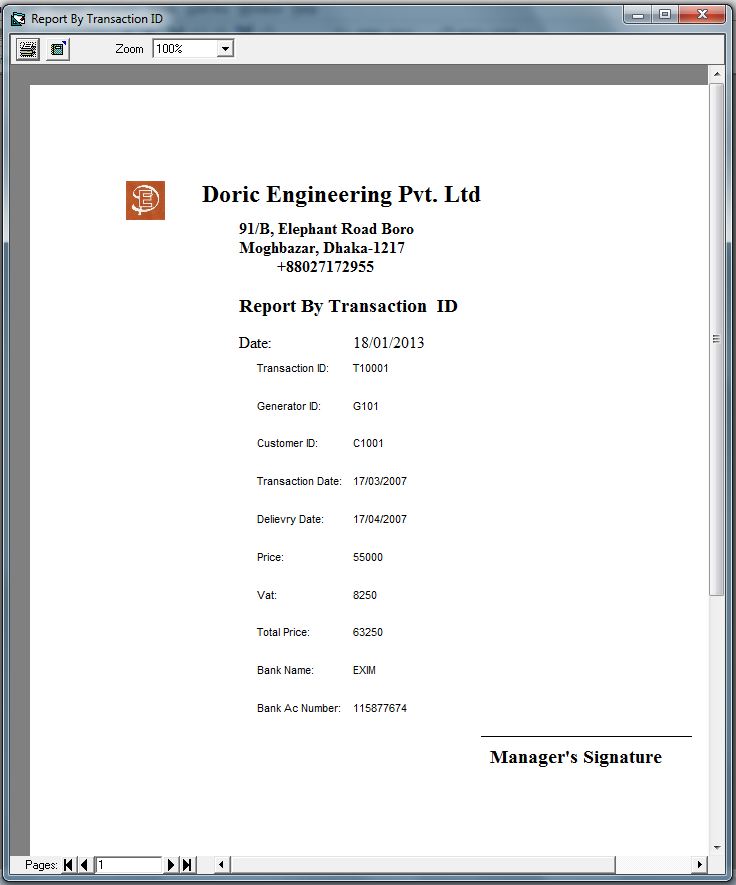 Report By Transaction ID
Zoom 100%
Doric Engineering Pvt. Ltd
91/B, Elephant Road Boro
Moghbazar, Dhaka-1217
+88027172955
Report By Transaction ID
Date: 18/01/2013
Transaction ID: T10001
Generator ID: G101
Customer ID: C1001
Transaction Date: 17/03/2007
Delievry Date: 17/04/2007
Price: 55000
Vat: 8250
Total Price: 63250
Bank Name: EXIM
Bank Ac Number: 115877674
Manager's Signature
Pages: 1